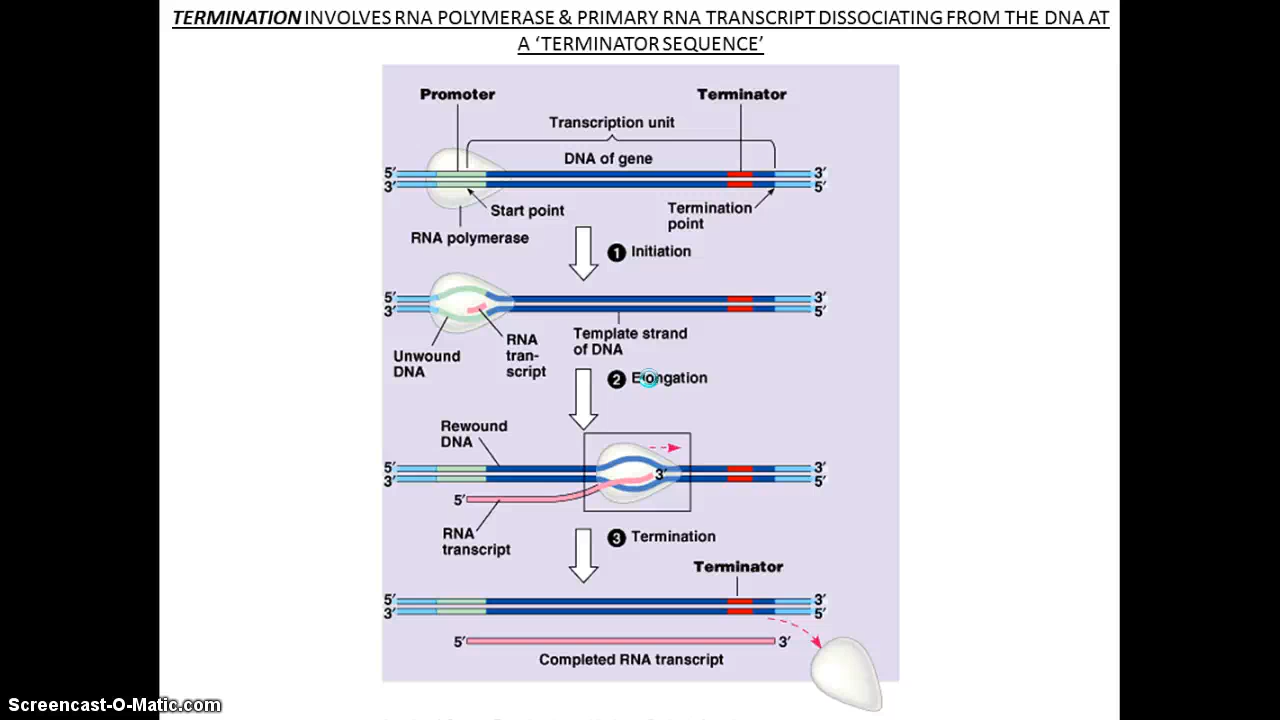 TERMINATION INVOLVES RNA POLYMERASE & PRIMARY RNA TRANSCRIPT DISSOCIATING FROM THE DNA AT
A ‘TERMINATOR SEQUENCE’
Promoter
Terminator
Transcription unit
DNA of gene
5′
3′
3′
5′
Start point
Termination
point
RNA polymerase
1 Initiation
5′
3′
3′
5′
RNA
tran-
script
Template strand
of DNA
Unwound
DNA
2 Elongation
Rewound
DNA
5′
3′
3′
3′
5′
5′
RNA
transcript
3 Termination
Terminator
5′
3′
3′
5′
5′
3′
Completed RNA transcript
Screencast-O-Matic.com